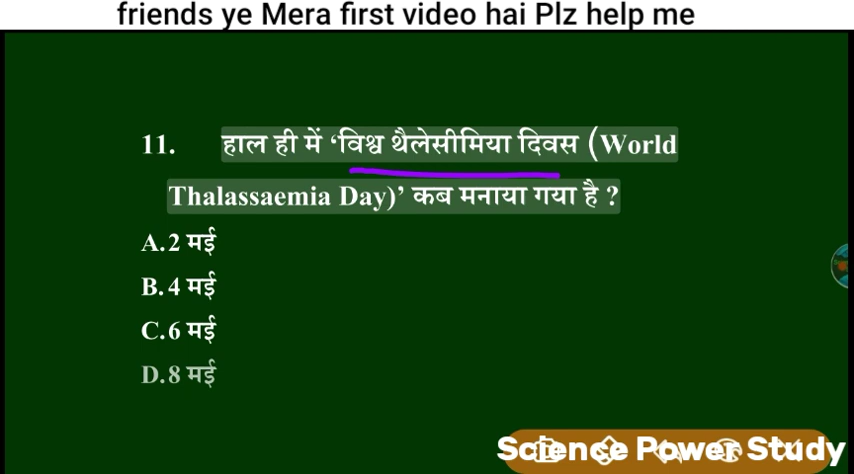 friends ye Mera first video hai Plz help me
11. हाल ही में ‘विश्व थैलेसीमिया दिवस (World
Thalassaemia Day)’ कब मनाया गया है ?
A.2 मई
B.4 मई
C.6 मई
D.8 मई
Science Power Study